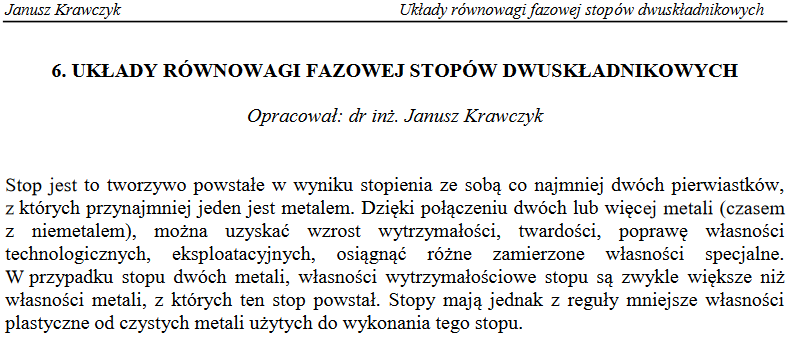 Janusz Krawczyk Układy równowagi fazowej stopów dwuskładnikowych
6. UKŁADY RÓWNOWAGI FAZOWEJ STOPÓW DWUSKŁADNIKOWYCH
Opracował: dr inż. Janusz Krawczyk
Stop jest to tworzywo powstałe w wyniku stopienia ze sobą co najmniej dwóch pierwiastków,
z których przynajmniej jeden jest metalem. Dzięki połączeniu dwóch lub więcej metali (czasem
z niemetalem), można uzyskać wzrost wytrzymałości, twardości, poprawę własności
technologicznych, eksploatacyjnych, osiągnąć różne zamierzone własności specjalne.
W przypadku stopu dwóch metali, własności wytrzymałościowe stopu są zwykle większe niż
własności metali, z których ten stop powstał. Stopy mają jednak z reguły mniejsze własności
plastyczne od czystych metali użytych do wykonania tego stopu.